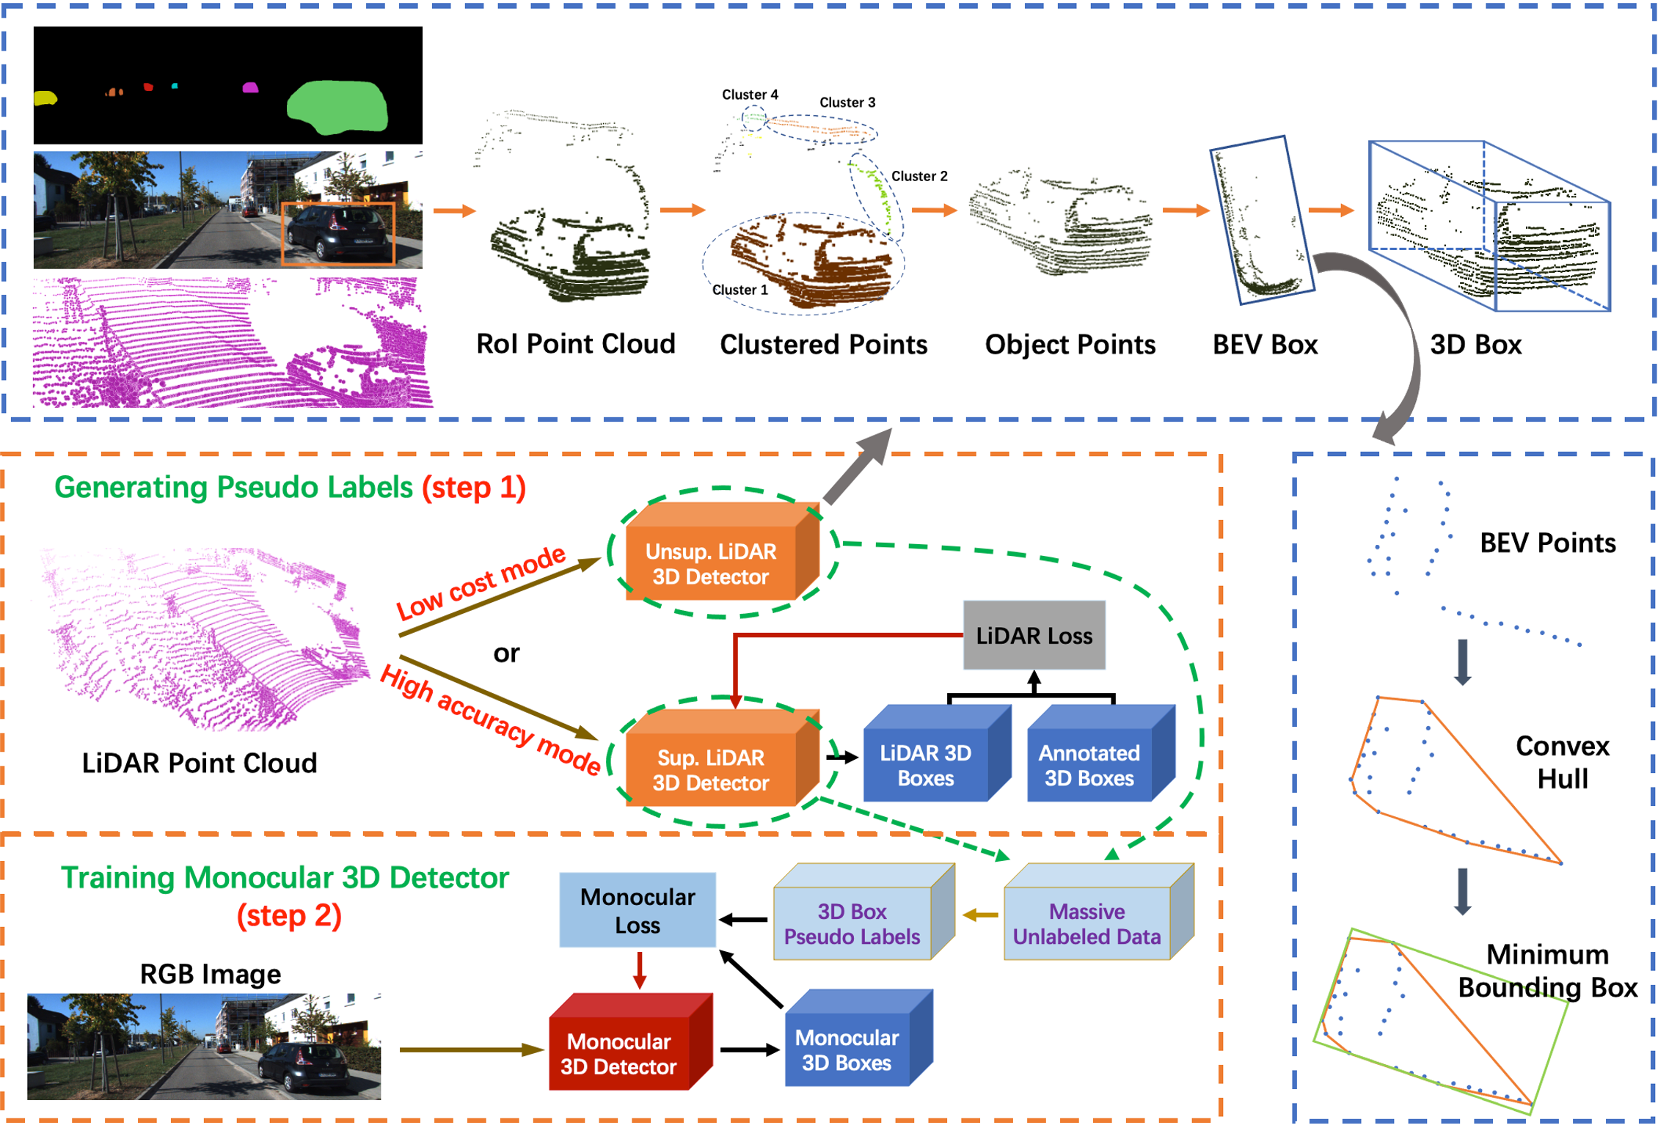 Cluster 4
Cluster 3
Cluster 2
Cluster 1
RoI Point Cloud
Clustered Points
Object Points
BEV Box
3D Box
Generating Pseudo Labels (step 1)
LiDAR Point Cloud
Low cost mode
or
High accuracy mode
Unsup. LiDAR
3D Detector
LiDAR Loss
Sup. LiDAR
3D Detector
LiDAR 3D
Boxes
Annotated
3D Boxes
Training Monocular 3D Detector
(step 2)
RGB Image
Monocular
Loss
3D Box
Pseudo Labels
Massive
Unlabeled Data
Monocular
3D Detector
Monocular
3D Boxes
BEV Points
Convex
Hull
Minimum
Bounding Box